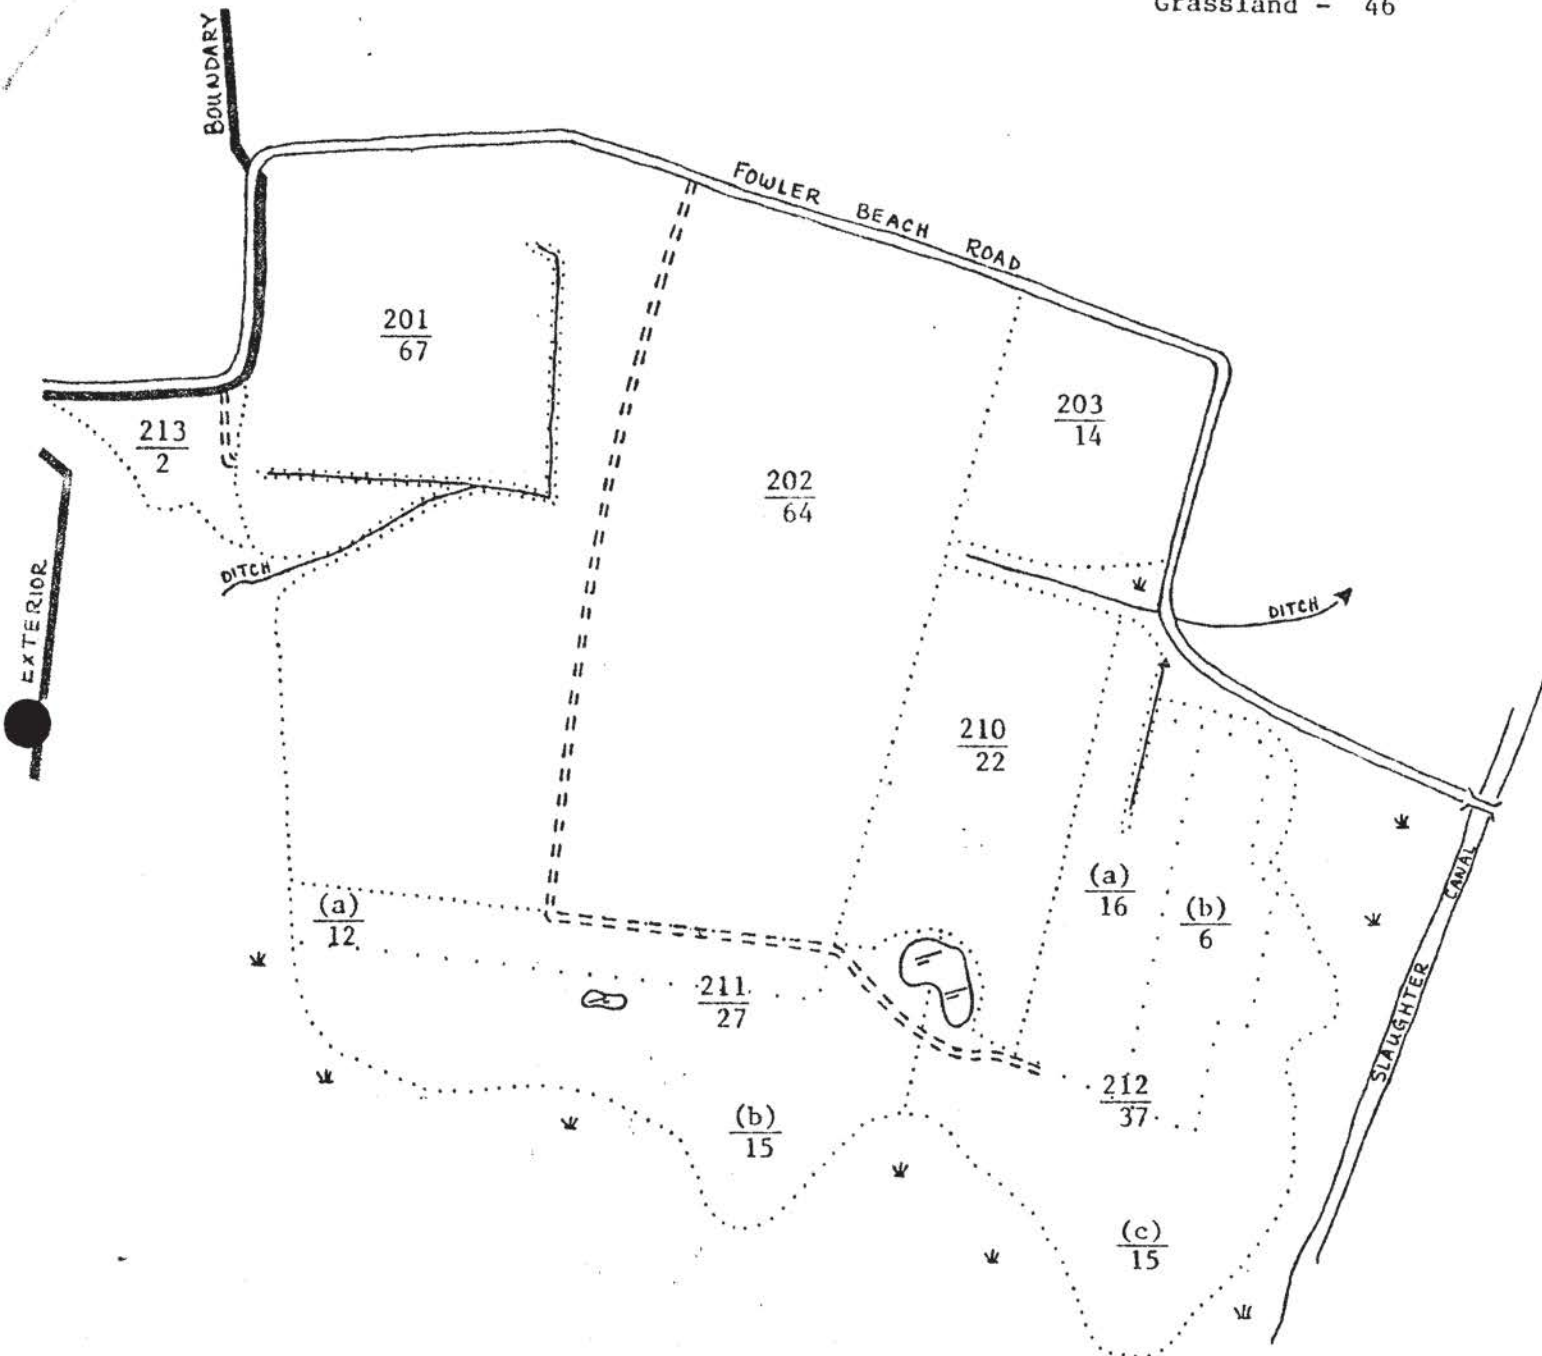 Grassland - 46
BOUNDARY
FOWLER BEACH ROAD
201
67
203
14
213
2
202
64
EXTERIOR
DITCH
DITCH
210
22
(a)
16
(b)
6
(a)
12
211
27
212
37
(b)
15
(c)
15
SLAUGHTER CANAL